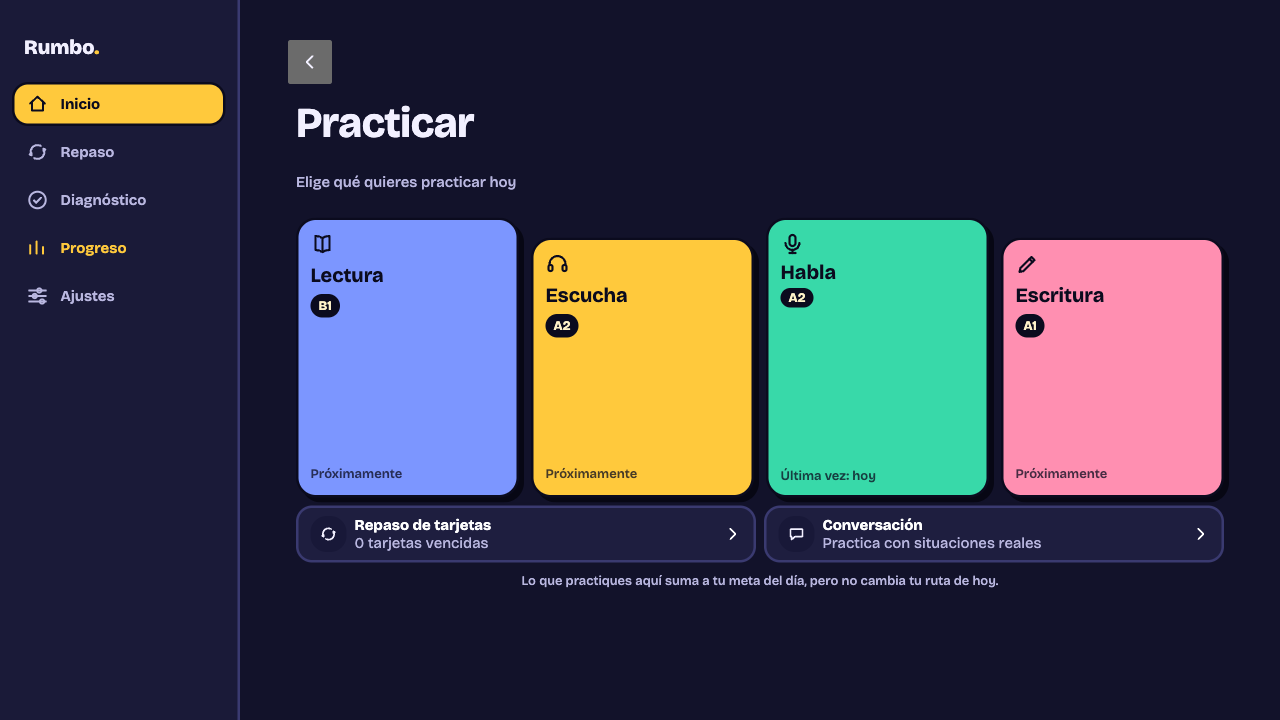 Rumbo.
Inicio
Repaso
Diagnóstico
Progreso
Ajustes
Practicar
Elige qué quieres practicar hoy
Lectura
B1
Próximamente
Escucha
A2
Próximamente
Habla
A2
Última vez: hoy
Escritura
A1
Próximamente
Repaso de tarjetas
0 tarjetas vencidas
Conversación
Practica con situaciones reales
Lo que practiques aquí suma a tu meta del día, pero no cambia tu ruta de hoy.